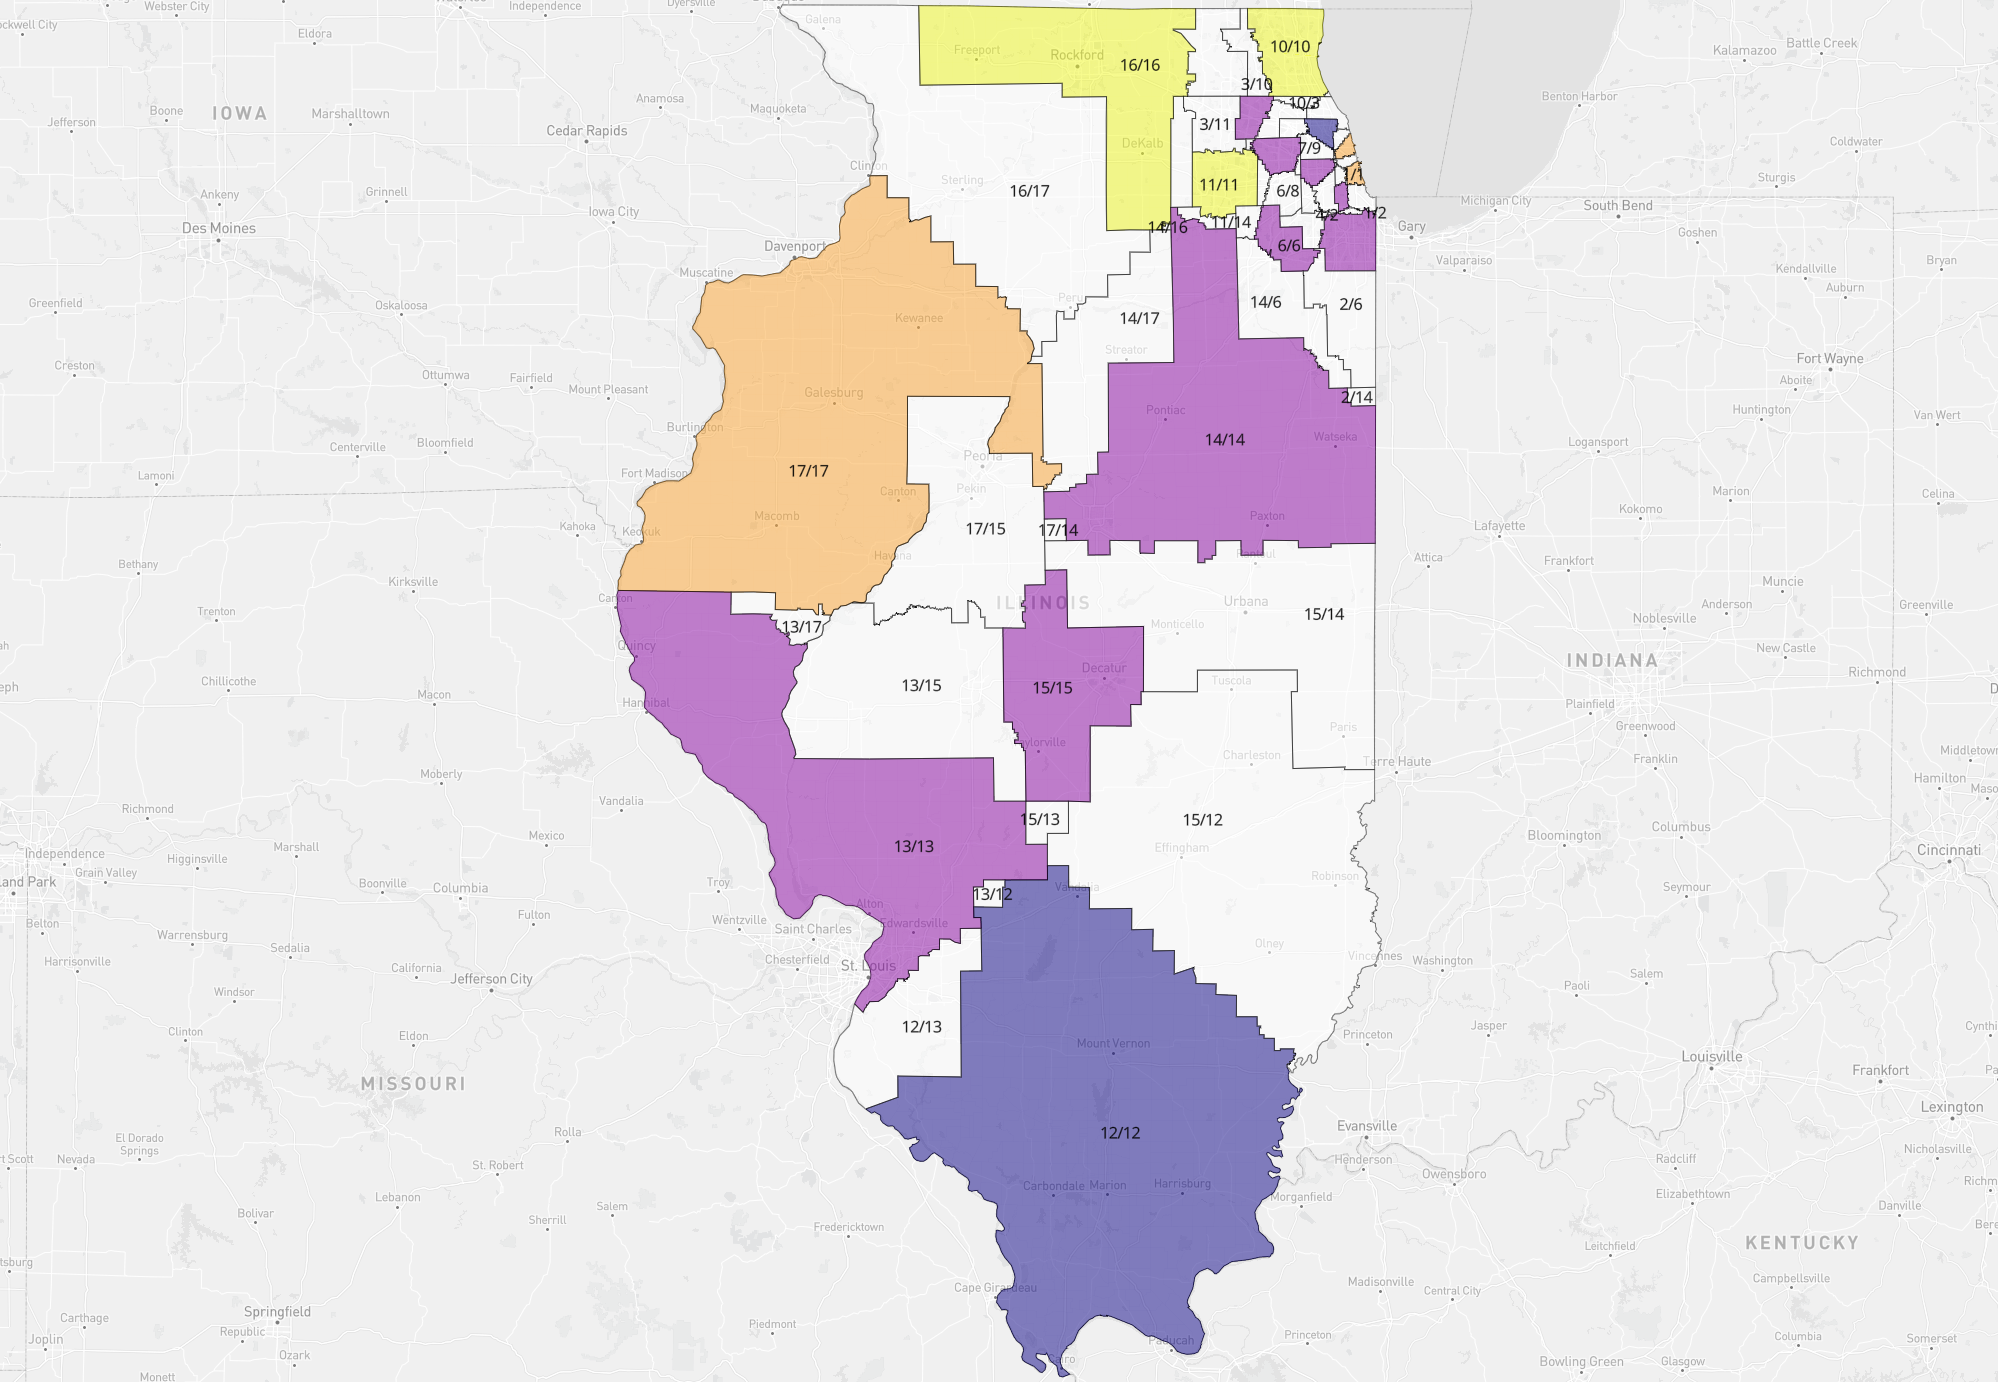 Webster City
Independence
Dyersville
Rockwell City
Galena
Eldora
Freeport
Rockford
16/16
10/10
Kalamazoo
Battle Creek
3/10
Benton Harbor
IOWA
Boone
Ames
Marshalltown
Anamosa
Maquoketa
Jefferson
Cedar Rapids
3/11
10/3
7/9
DeKalb
Coldwater
Clinton
Sterling
16/17
11/11
6/8
1/1
Sturgis
Ankeny
Grinnell
Iowa City
Michigan City
South Bend
Des Moines
14/16
11/14
4/2
1/2
Gary
Goshen
Davenport
6/6
Valparaiso
Bryan
Muscatine
Kendallville
Auburn
Greenfield
Oskaloosa
Kewanee
Peru
14/17
14/6
2/6
Streator
Creston
Ottumwa
Fairfield
Mount Pleasant
Galesburg
Fort Wayne
Aboite
2/14
Huntington
Van Wert
Burlington
Pontiac
14/14
Watseka
Centerville
Bloomfield
Logansport
Lamoni
Fort Madison
17/17
Peoria
Pekin
Canton
Marion
Celina
Macomb
Paxton
Kokomo
Kahoka
Keokuk
17/15
17/14
Lafayette
Havana
Rantoul
Attica
Frankfort
Bethany
Kirksville
Muncie
Canton
ILLINOIS
Urbana
15/14
Anderson
Greenville
Trenton
13/17
Monticello
Noblesville
Quincy
New Castle
INDIANA
Richmond
Chillicothe
Macon
13/15
15/15
Decatur
Tuscola
Hannibal
Plainfield
Greenwood
Taylorville
Charleston
Paris
Terre Haute
Franklin
Middletown
Moberly
Hamilton
Richmond
Vandalia
15/13
15/12
Columbus
Bloomington
Mexico
Marshall
13/13
Effingham
Cincinnati
Independence
Higginsville
Grain Valley
Boonville
Columbia
Troy
13/12
Vandalia
Robinson
Seymour
Belton
Fulton
Wentzville
Alton
Edwardsville
Warrensburg
Saint Charles
Olney
Harrisonville
Sedalia
California
Jefferson City
Chesterfield
St. Louis
Vincennes
Washington
Salem
Windsor
Paoli
12/13
Clinton
Eldon
Mount Vernon
Princeton
Jasper
Louisville
Frankfort
MISSOURI
Lexington
12/12
Evansville
El Dorado
Springs
Rolla
Nicholasville
Fort Scott
Nevada
St. Robert
Henderson
Owensboro
Radcliff
Carbondale
Marion
Harrisburg
Lebanon
Morganfield
Elizabethtown
Danville
Bolivar
Sherrill
Salem
Fredericktown
Leitchfield
KENTUCKY
Cape Girardeau
Madisonville
Central City
Campbellsville
Springfield
Carthage
Republic
Piedmont
Princeton
Columbia
Somerset
Joplin
Ozark
Paducah
Cairo
Bowling Green
Glasgow
Monett